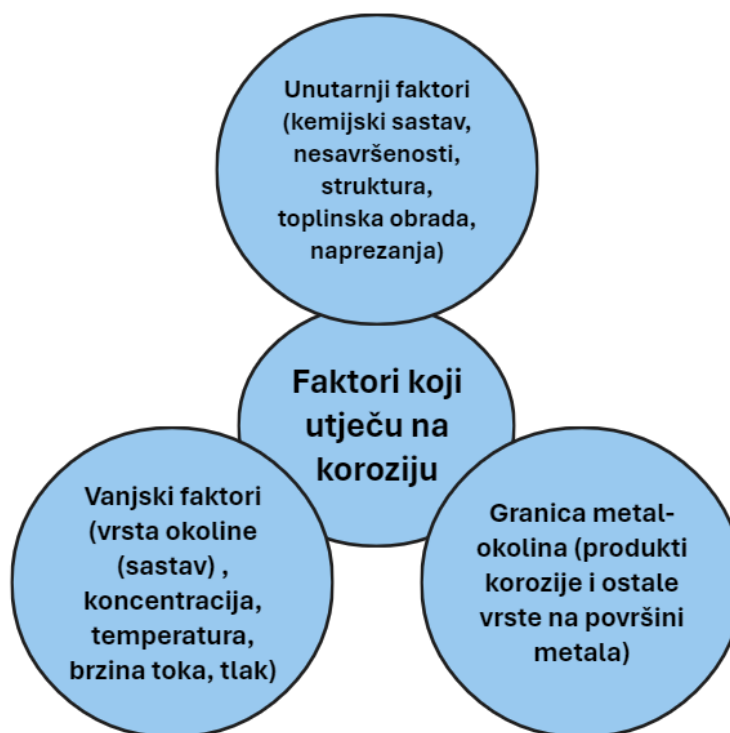 Unutarnji faktori
(kemijski sastav,
nesavršenosti,
struktura,
toplinska obrada,
naprezanja)
Faktori koji
utječu na
koroziju
Vanjski faktori
(vrsta okoline
(sastav) ,
koncentracija,
temperatura,
brzina toka, tlak)
Granica metal-
okolina (produkti
korozije i ostale
vrste na površini
metala)